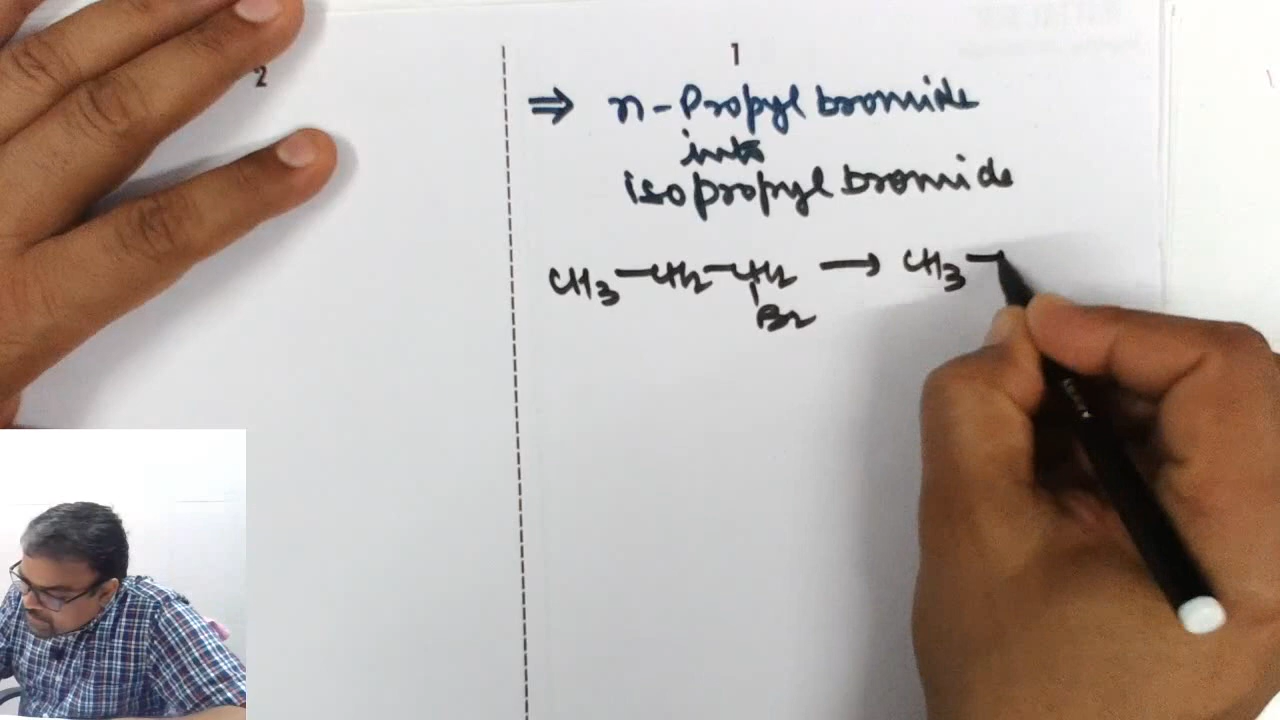 2
1
⇒ n-Propyl bromide
into
isopropyl bromide
CH3—CH2—CH2 → CH3—
Br